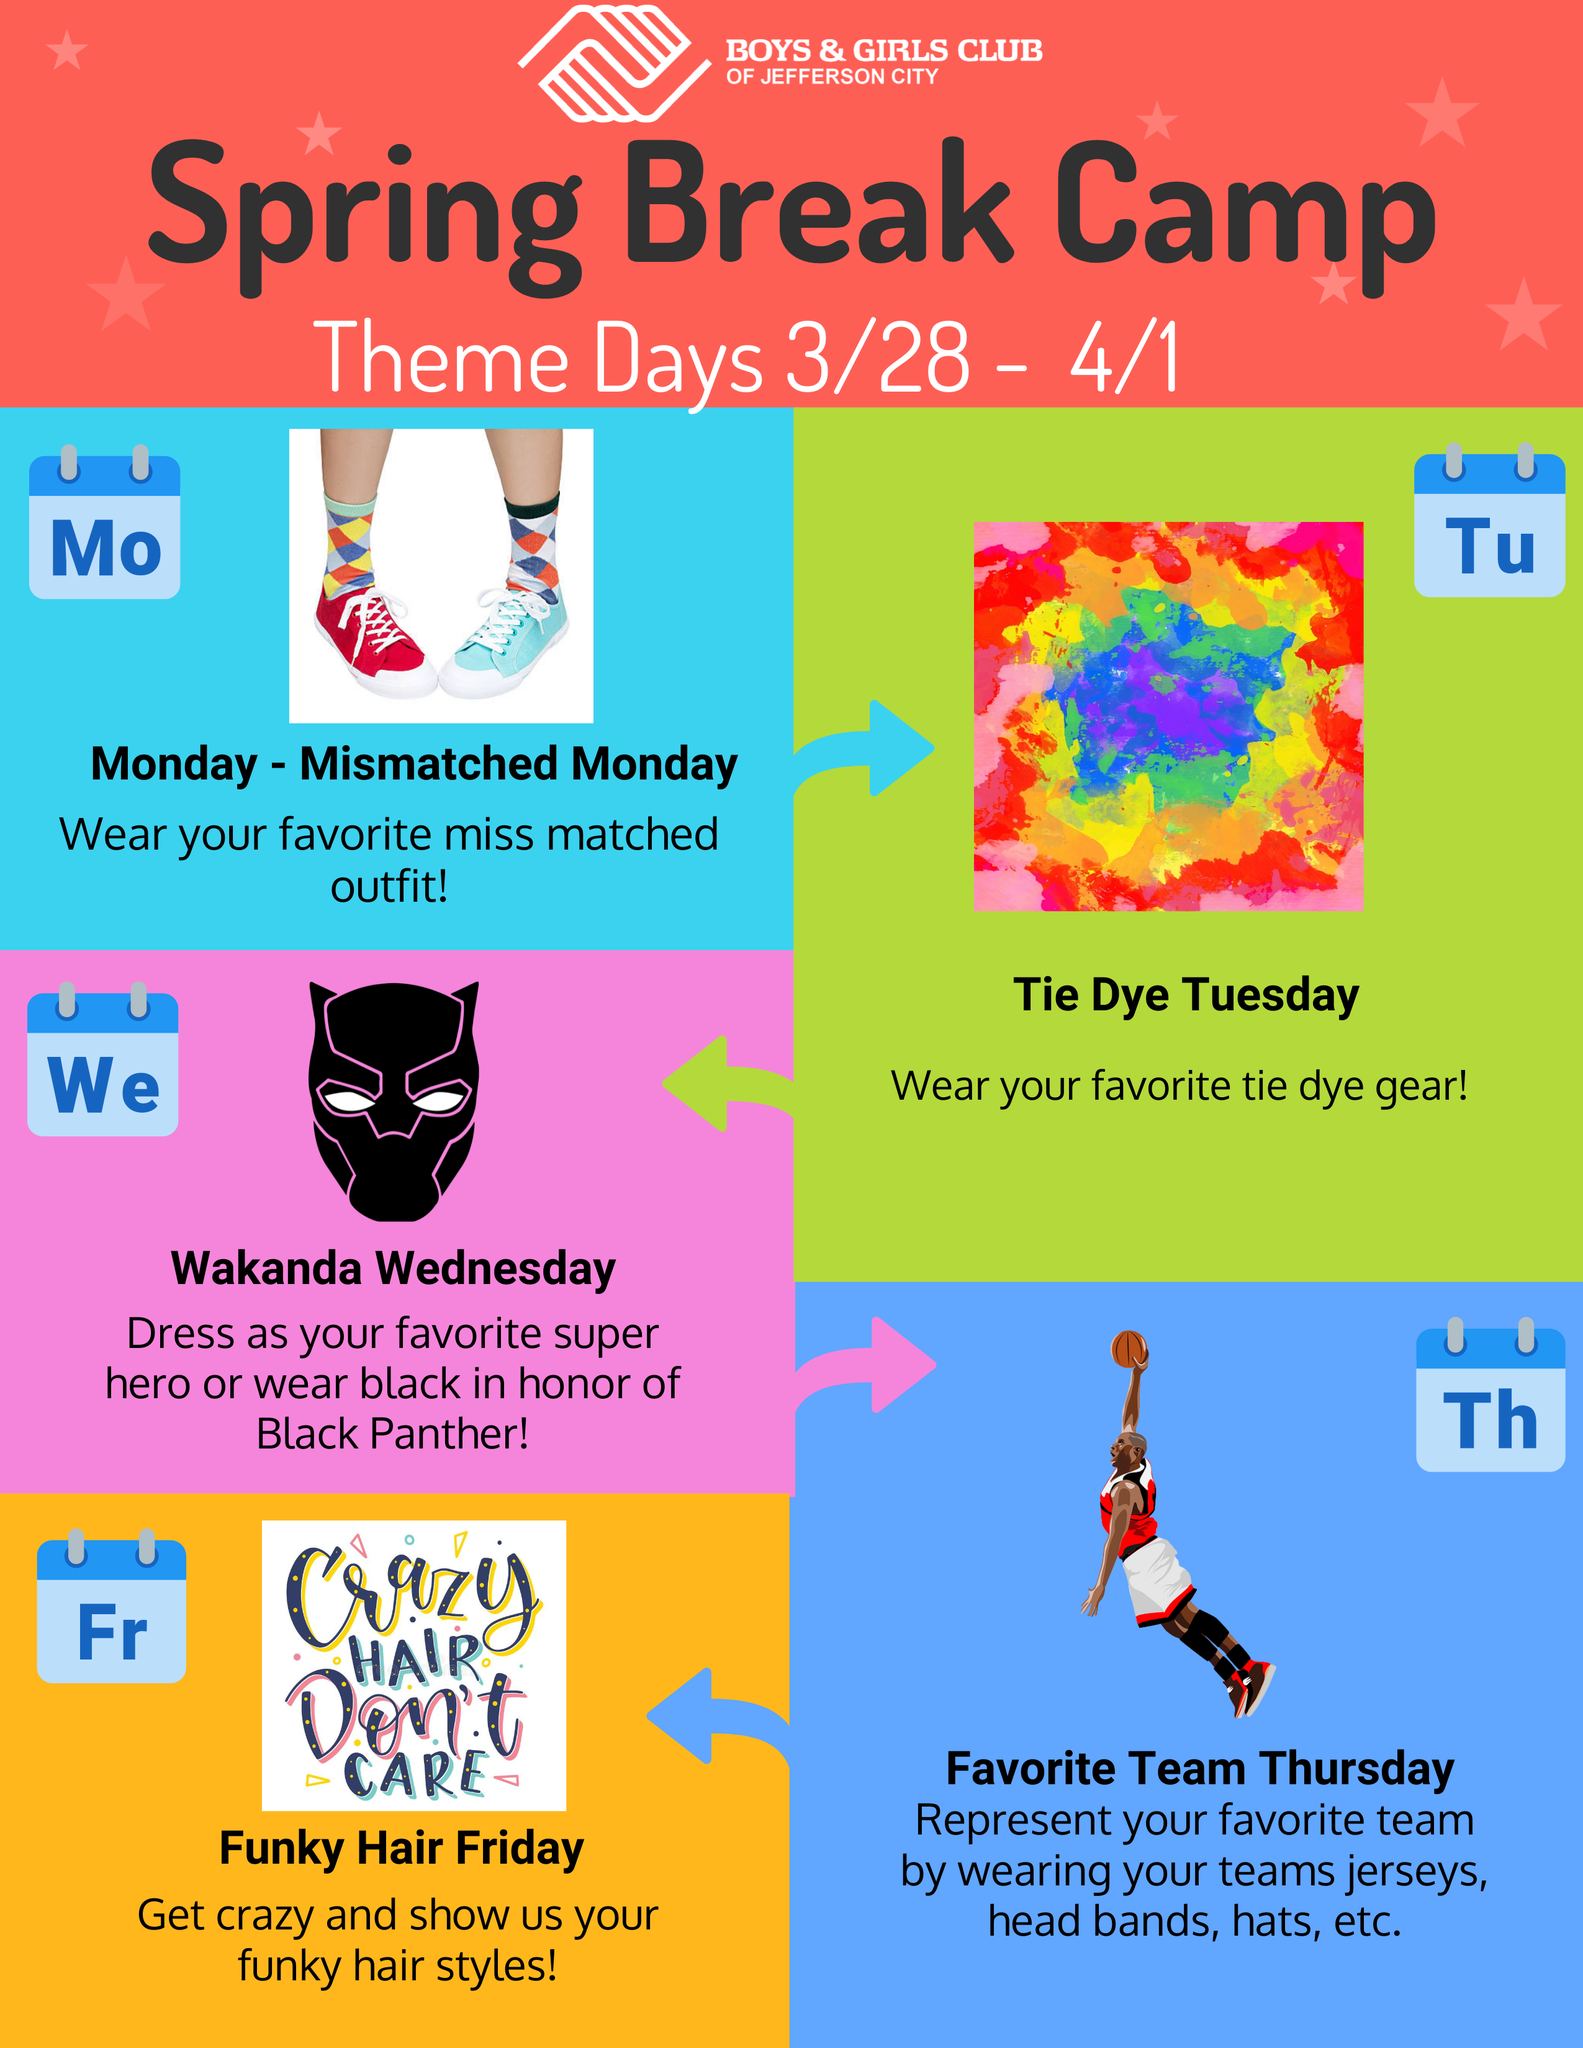 BOYS & GIRLS CLUB
OF JEFFERSON CITY
Spring Break Camp
Theme Days 3/28 - 4/1
Mo
Monday - Mismatched Monday
Wear your favorite miss matched
outfit!
Tu
Tie Dye Tuesday
Wear your favorite tie dye gear!
We
Wakanda Wednesday
Dress as your favorite super
hero or wear black in honor of
Black Panther!
Th
Favorite Team Thursday
Represent your favorite team
by wearing your teams jerseys,
head bands, hats, etc.
Fr
Crazy
HAIR
Don't
CARE
Funky Hair Friday
Get crazy and show us your
funky hair styles!